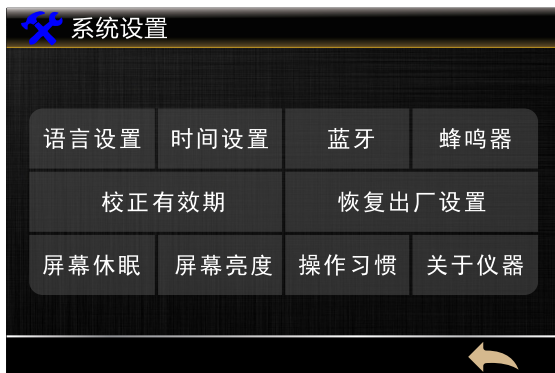 系统设置
语言设置 时间设置 蓝牙 蜂鸣器
校正有效期 恢复出厂设置
屏幕休眠 屏幕亮度 操作习惯 关于仪器